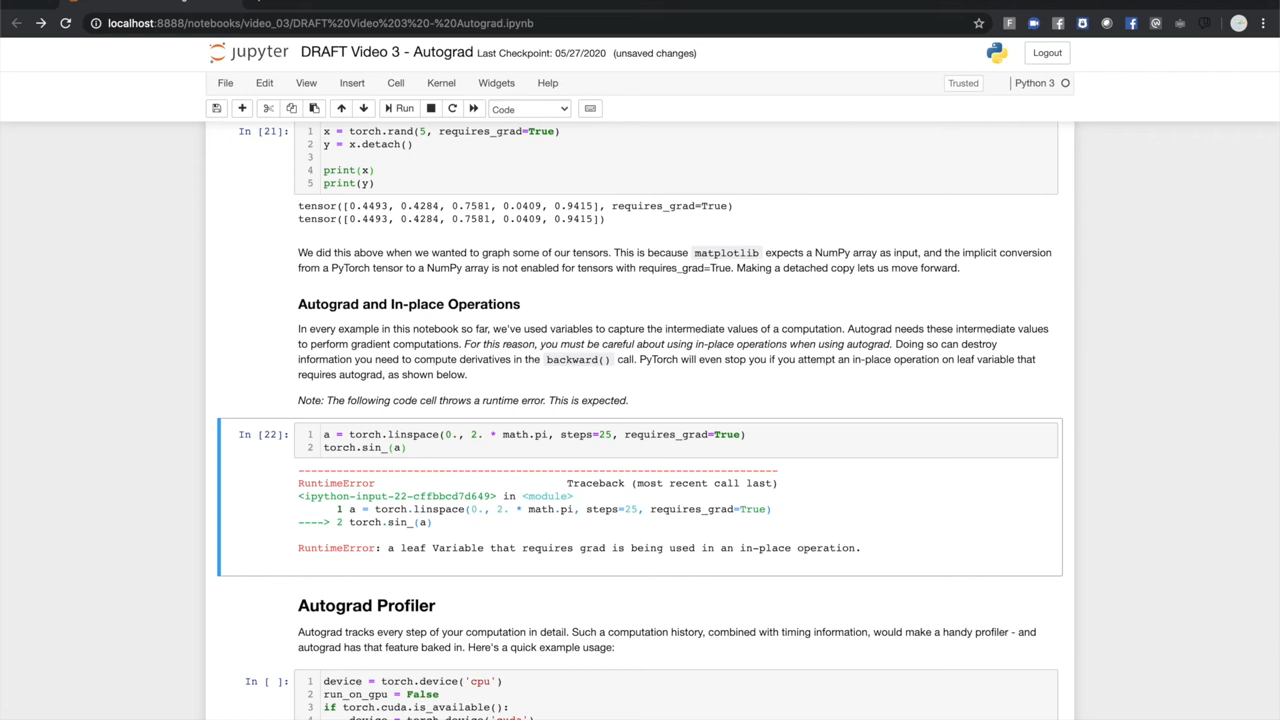 localhost:8888/notebooks/video_03/DRAFT%20Video%203%20-%20Autograd.ipynb
jupyter DRAFT Video 3 - Autograd Last Checkpoint: 05/27/2020 (unsaved changes) Logout
File Edit View Insert Cell Kernel Widgets Help Trusted Python 3
Run Code
In [21]: 1 x = torch.rand(5, requires_grad=True)
2 y = x.detach()
3
4 print(x)
5 print(y)
tensor([0.4493, 0.4284, 0.7581, 0.0409, 0.9415], requires_grad=True)
tensor([0.4493, 0.4284, 0.7581, 0.0409, 0.9415])
We did this above when we wanted to graph some of our tensors. This is because matplotlib expects a NumPy array as input, and the implicit conversion
from a PyTorch tensor to a NumPy array is not enabled for tensors with requires_grad=True. Making a detached copy lets us move forward.
Autograd and In-place Operations
In every example in this notebook so far, we've used variables to capture the intermediate values of a computation. Autograd needs these intermediate values
to perform gradient computations. For this reason, you must be careful about using in-place operations when using autograd. Doing so can destroy
information you need to compute derivatives in the backward() call. PyTorch will even stop you if you attempt an in-place operation on leaf variable that
requires autograd, as shown below.
Note: The following code cell throws a runtime error. This is expected.
In [22]: 1 a = torch.linspace(0., 2. * math.pi, steps=25, requires_grad=True)
2 torch.sin_(a)
---------------------------------------------------------------------------
RuntimeError Traceback (most recent call last)
<ipython-input-22-cffbbcd7d649> in <module>
1 a = torch.linspace(0., 2. * math.pi, steps=25, requires_grad=True)
----> 2 torch.sin_(a)
RuntimeError: a leaf Variable that requires grad is being used in an in-place operation.
Autograd Profiler
Autograd tracks every step of your computation in detail. Such a computation history, combined with timing information, would make a handy profiler - and
autograd has that feature baked in. Here's a quick example usage:
In [ ]: 1 device = torch.device('cpu')
2 run_on_gpu = False
3 if torch.cuda.is_available():
4 device = torch.device('cuda')